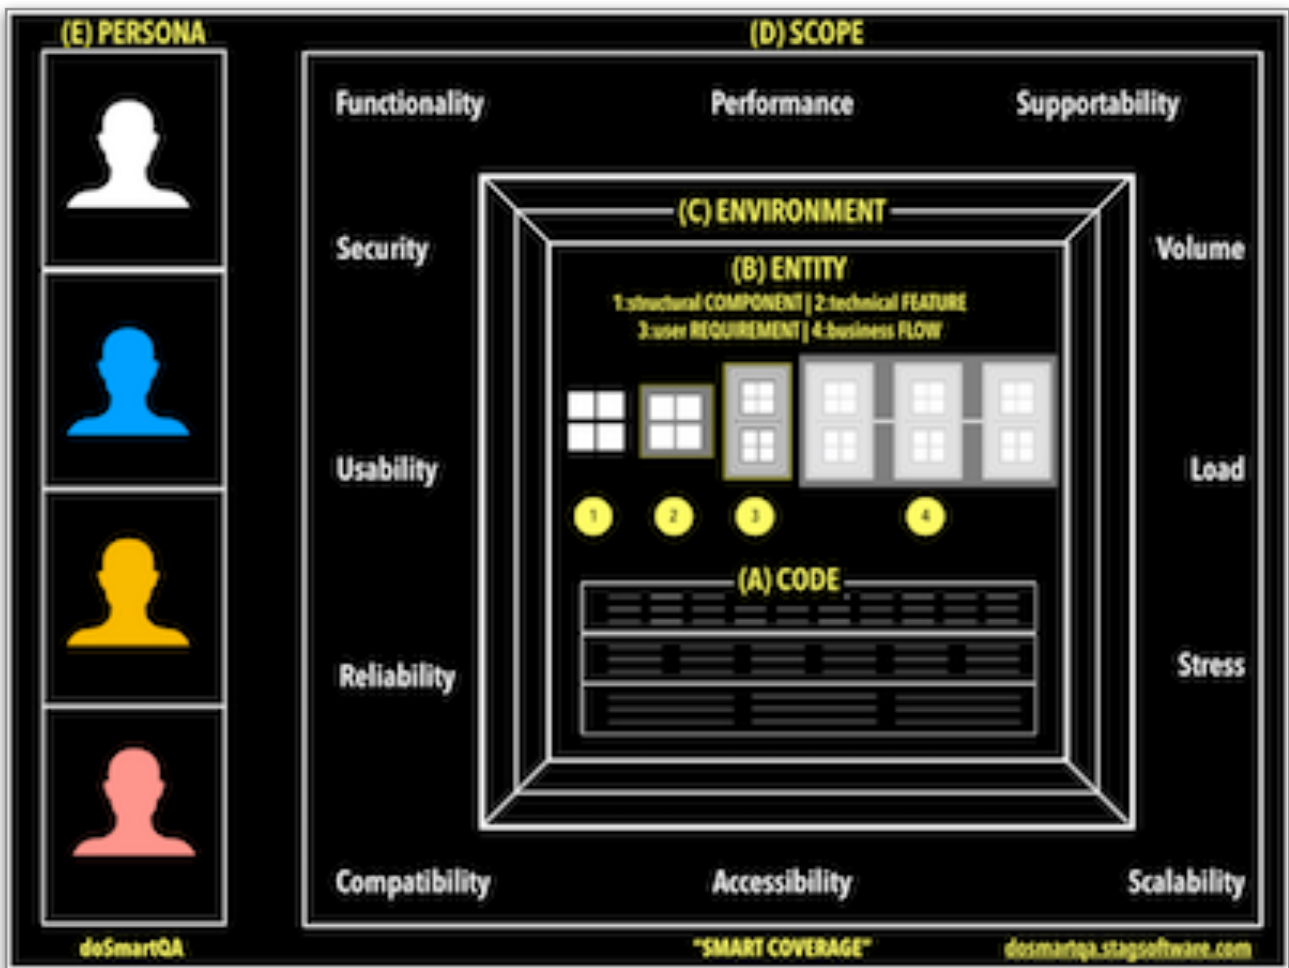 (E) PERSONA
(D) SCOPE
Functionality
Performance
Supportability
(C) ENVIRONMENT
Security
Volume
(B) ENTITY
1:structural COMPONENT | 2:technical FEATURE
3:user REQUIREMENT | 4:business FLOW
Usability
Load
1
2
3
4
(A) CODE
Reliability
Stress
Compatibility
Accessibility
Scalability
doSmartQA
"SMART COVERAGE"
dosmartqa.stagsoftware.com